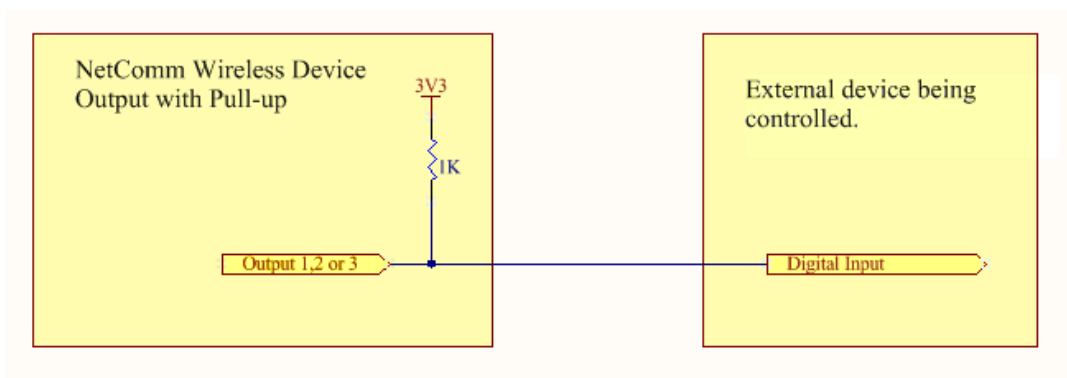 NetComm Wireless Device
Output with Pull-up
3V3
1K
Output 1,2 or 3
External device being
controlled.
Digital Input